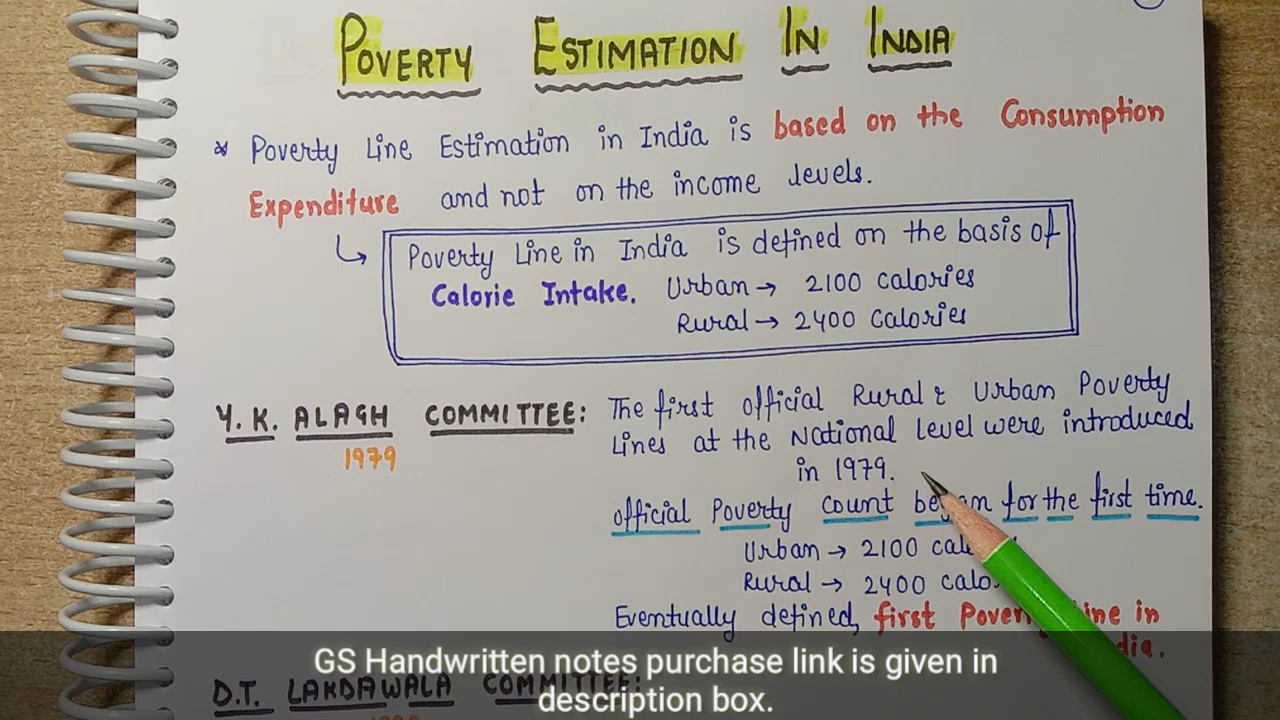 POVERTY ESTIMATION IN INDIA
* Poverty Line Estimation in India is based on the Consumption
Expenditure and not on the income levels.
↳ Poverty Line in India is defined on the basis of
Calorie Intake. Urban → 2100 calories
Rural → 2400 Calories
Y. K. ALAGH COMMITTEE: The first official Rural & Urban Poverty
1979
Lines at the National level were introduced
in 1979.
official Poverty count began for the first time.
Urban → 2100
Rural → 2400
Eventually defined, first in
GS Handwritten notes purchase link is given in
description box.
D.T. LAKDAWALA COMMITTEE: